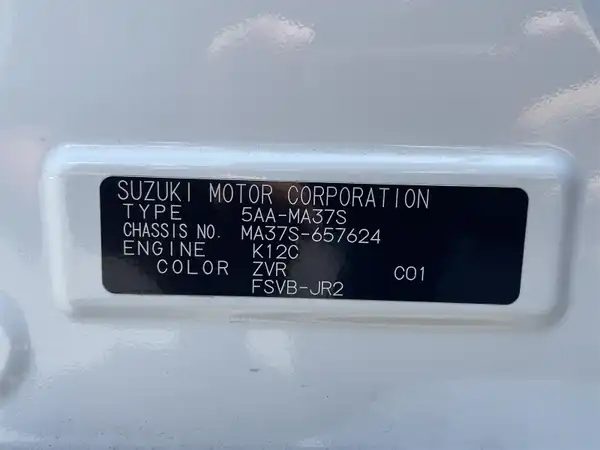 SUZUKI MOTOR CORPORATION
TYPE 5AA-MA37S
CHASSIS NO. MA37S-657624
ENGINE K12C
COLOR ZVR C01
FSVB-JR2